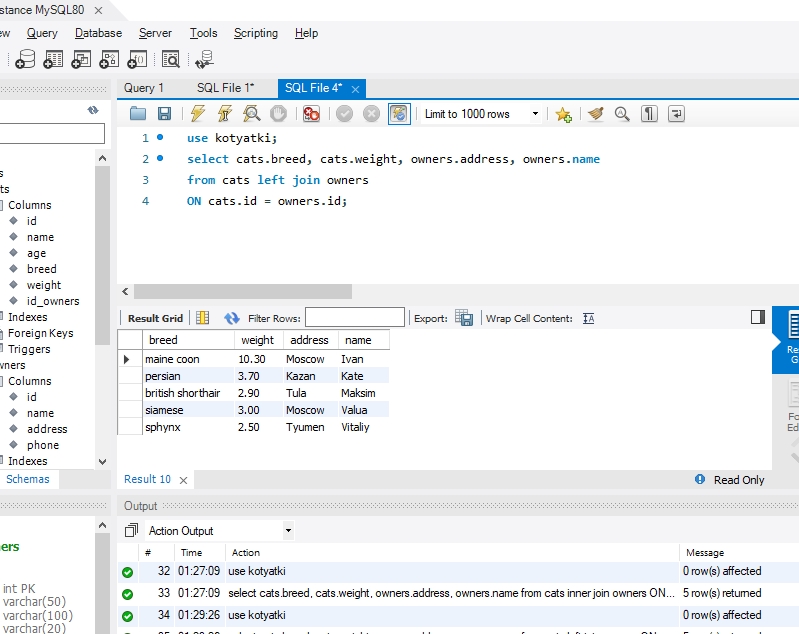 stance MySQL80
ew Query Database Server Tools Scripting Help
Query 1 SQL File 1* SQL File 4*
Limit to 1000 rows
1 use kotyatki;
2 select cats.breed, cats.weight, owners.address, owners.name
3 from cats left join owners
4 ON cats.id = owners.id;
s
ts
Columns
id
name
age
breed
weight
id_owners
Indexes
Foreign Keys
Triggers
wners
Columns
id
name
address
phone
Indexes
Schemas
Result Grid Filter Rows: Export: Wrap Cell Content: IA
breed weight address name
maine coon 10.30 Moscow Ivan
persian 3.70 Kazan Kate
british shorthair 2.90 Tula Maksim
siamese 3.00 Moscow Valua
sphynx 2.50 Tyumen Vitaliy
Re
G
Fo
Ed
Result 10 Read Only
Output
Action Output
# Time Action Message
32 01:27:09 use kotyatki 0 row(s) affected
33 01:27:09 select cats.breed, cats.weight, owners.address, owners.name from cats inner join owners ON... 5 row(s) returned
34 01:29:26 use kotyatki 0 row(s) affected
ers
int PK
varchar(50)
varchar(100)
varchar(20)